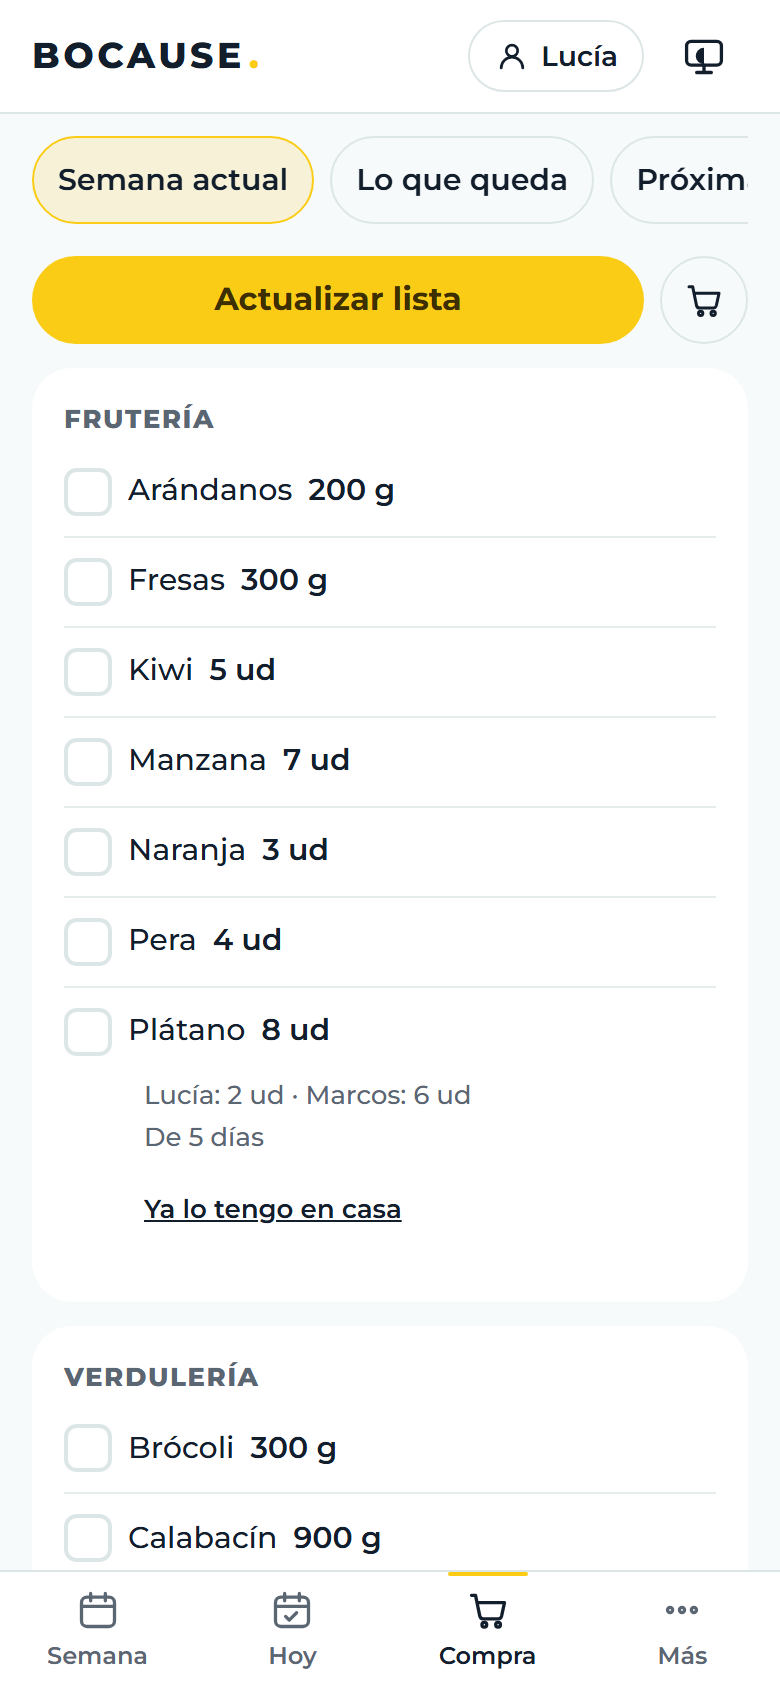 BOCAUSE.
Lucía
Semana actual
Lo que queda
Próxim
Actualizar lista
FRUTERÍA
Arándanos 200 g
Fresas 300 g
Kiwi 5 ud
Manzana 7 ud
Naranja 3 ud
Pera 4 ud
Plátano 8 ud
Lucía: 2 ud · Marcos: 6 ud
De 5 días
Ya lo tengo en casa
VERDULERÍA
Brócoli 300 g
Calabacín 900 g
Semana
Hoy
Compra
Más